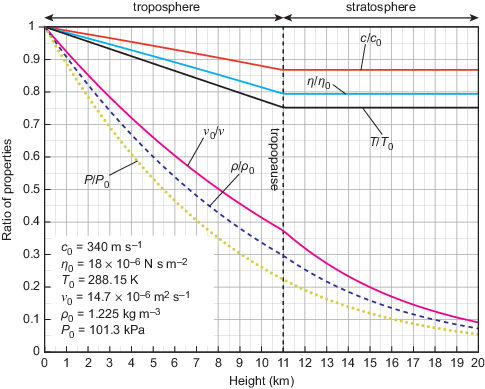 troposphere
stratosphere
1
0.9
0.8
0.7
0.6
0.5
0.4
0.3
0.2
0.1
0
Ratio of properties
c/c₀
η/η₀
T/T₀
ν₀/ν
ρ/ρ₀
P/P₀
tropopause
c₀ = 340 m s⁻¹
η₀ = 18 × 10⁻⁶ N s m⁻²
T₀ = 288.15 K
ν₀ = 14.7 × 10⁻⁶ m² s⁻¹
ρ₀ = 1.225 kg m⁻³
P₀ = 101.3 kPa
0 1 2 3 4 5 6 7 8 9 10 11 12 13 14 15 16 17 18 19 20
Height (km)